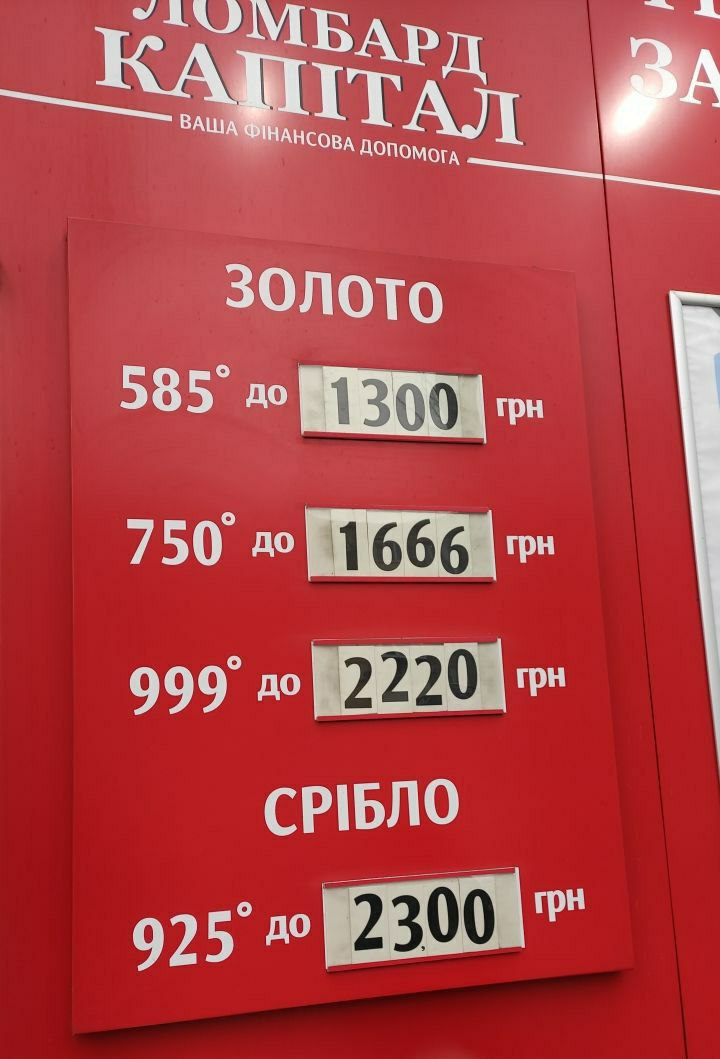 ЛОМБАРД
КАПІТАЛ
ВАША ФІНАНСОВА ДОПОМОГА
ЗА
ЗОЛОТО
585° до 1300 грн
750° до 1666 грн
999° до 2220 грн
СРІБЛО
925° до 23,00 грн